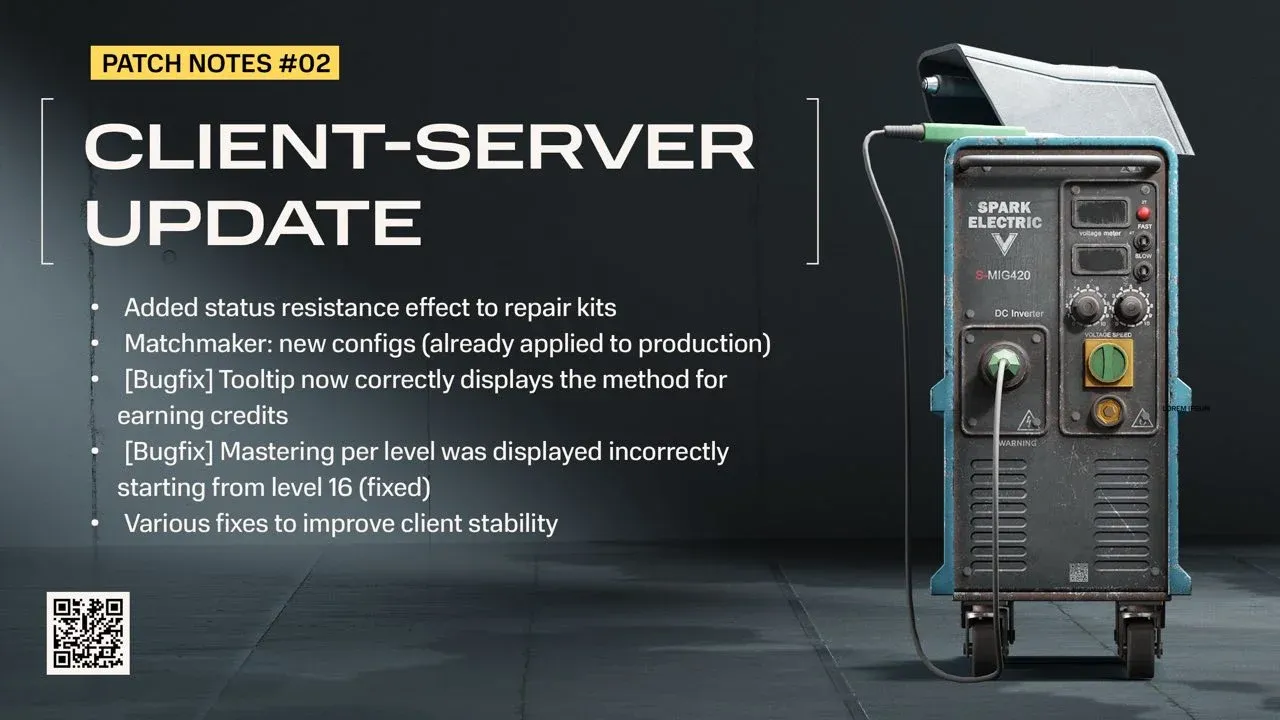 PATCH NOTES #02
CLIENT-SERVER
UPDATE
• Added status resistance effect to repair kits
• Matchmaker: new configs (already applied to production)
• [Bugfix] Tooltip now correctly displays the method for
earning credits
• [Bugfix] Mastering per level was displayed incorrectly
starting from level 16 (fixed)
• Various fixes to improve client stability
SPARK
ELECTRIC
voltage meter
FAST
SLOW
S-MIG420
DC Inverter
VOLTAGE SPEED
LOREM IPSUM
WARNING